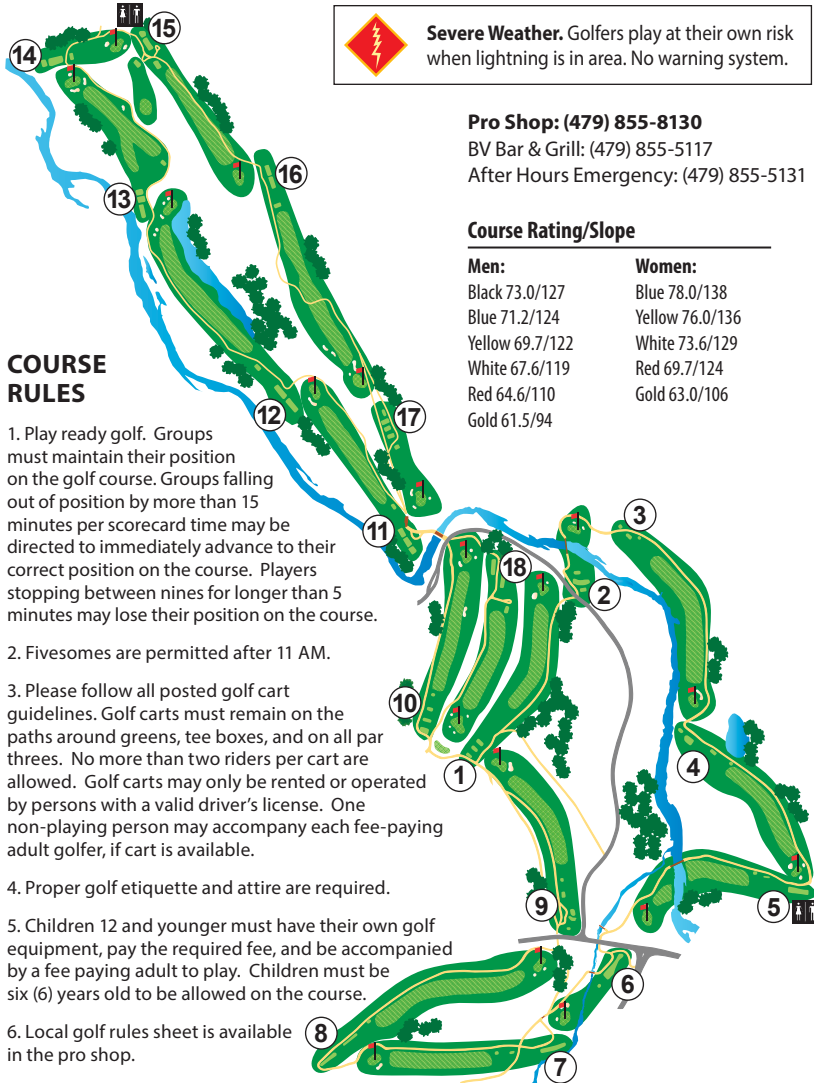 Severe Weather. Golfers play at their own risk
when lightning is in area. No warning system.
Pro Shop: (479) 855-8130
BV Bar & Grill: (479) 855-5117
After Hours Emergency: (479) 855-5131
Course Rating/Slope
Men:
Black 73.0/127
Blue 71.2/124
Yellow 69.7/122
White 67.6/119
Red 64.6/110
Gold 61.5/94
Women:
Blue 78.0/138
Yellow 76.0/136
White 73.6/129
Red 69.7/124
Gold 63.0/106
COURSE
RULES
1. Play ready golf. Groups
must maintain their position
on the golf course. Groups falling
out of position by more than 15
minutes per scorecard time may be
directed to immediately advance to their
correct position on the course. Players
stopping between nines for longer than 5
minutes may lose their position on the course.
2. Fivesomes are permitted after 11 AM.
3. Please follow all posted golf cart
guidelines. Golf carts must remain on the
paths around greens, tee boxes, and on all par
threes. No more than two riders per cart are
allowed. Golf carts may only be rented or operated
by persons with a valid driver's license. One
non-playing person may accompany each fee-paying
adult golfer, if cart is available.
4. Proper golf etiquette and attire are required.
5. Children 12 and younger must have their own golf
equipment, pay the required fee, and be accompanied
by a fee paying adult to play. Children must be
six (6) years old to be allowed on the course.
6. Local golf rules sheet is available
in the pro shop.
14
15
16
13
12
17
11
18
3
2
10
1
4
9
5
6
8
7